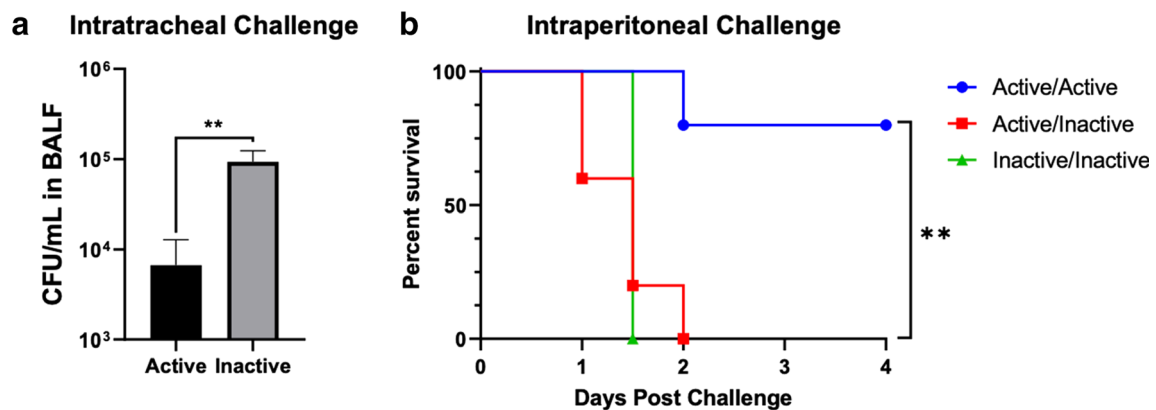 a Intratracheal Challenge
CFU/mL in BALF
10⁶
10⁵
10⁴
10³
**
Active Inactive
b Intraperitoneal Challenge
Percent survival
100
50
0
0 1 2 3 4
Days Post Challenge
Active/Active
Active/Inactive
Inactive/Inactive
**